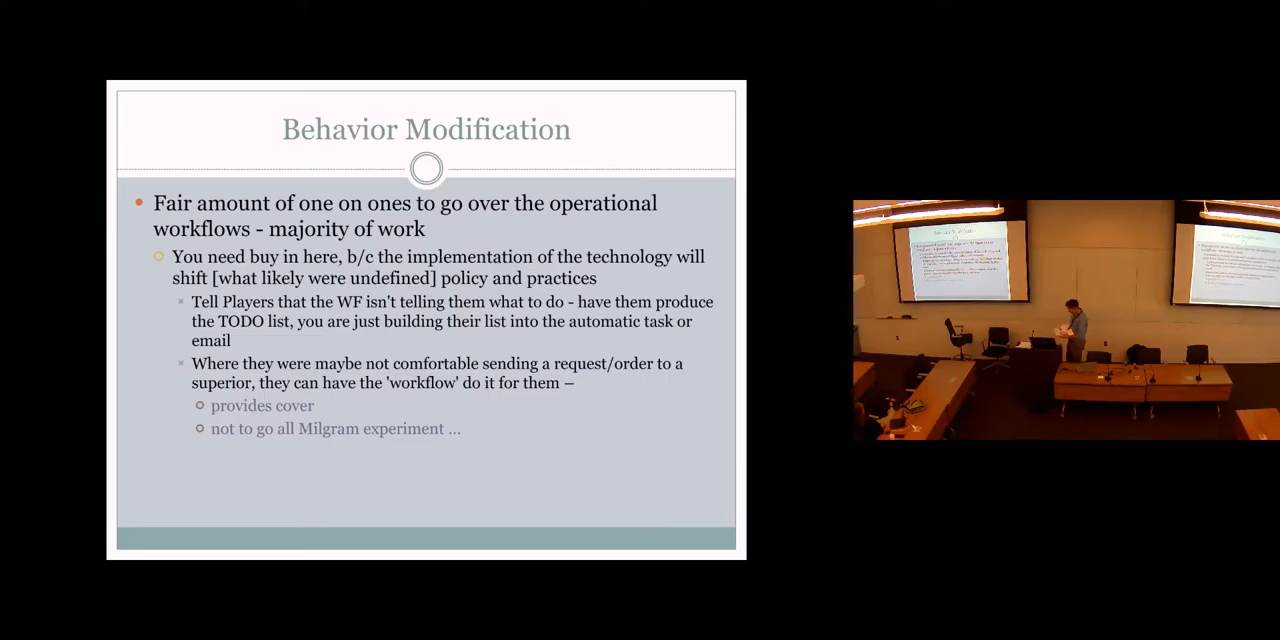 Behavior Modification
Fair amount of one on ones to go over the operational
workflows - majority of work
You need buy in here, b/c the implementation of the technology will
shift [what likely were undefined] policy and practices
Tell Players that the WF isn't telling them what to do - have them produce
the TODO list, you are just building their list into the automatic task or
email
Where they were maybe not comfortable sending a request/order to a
superior, they can have the 'workflow' do it for them –
provides cover
not to go all Milgram experiment ...
Behavior Modification